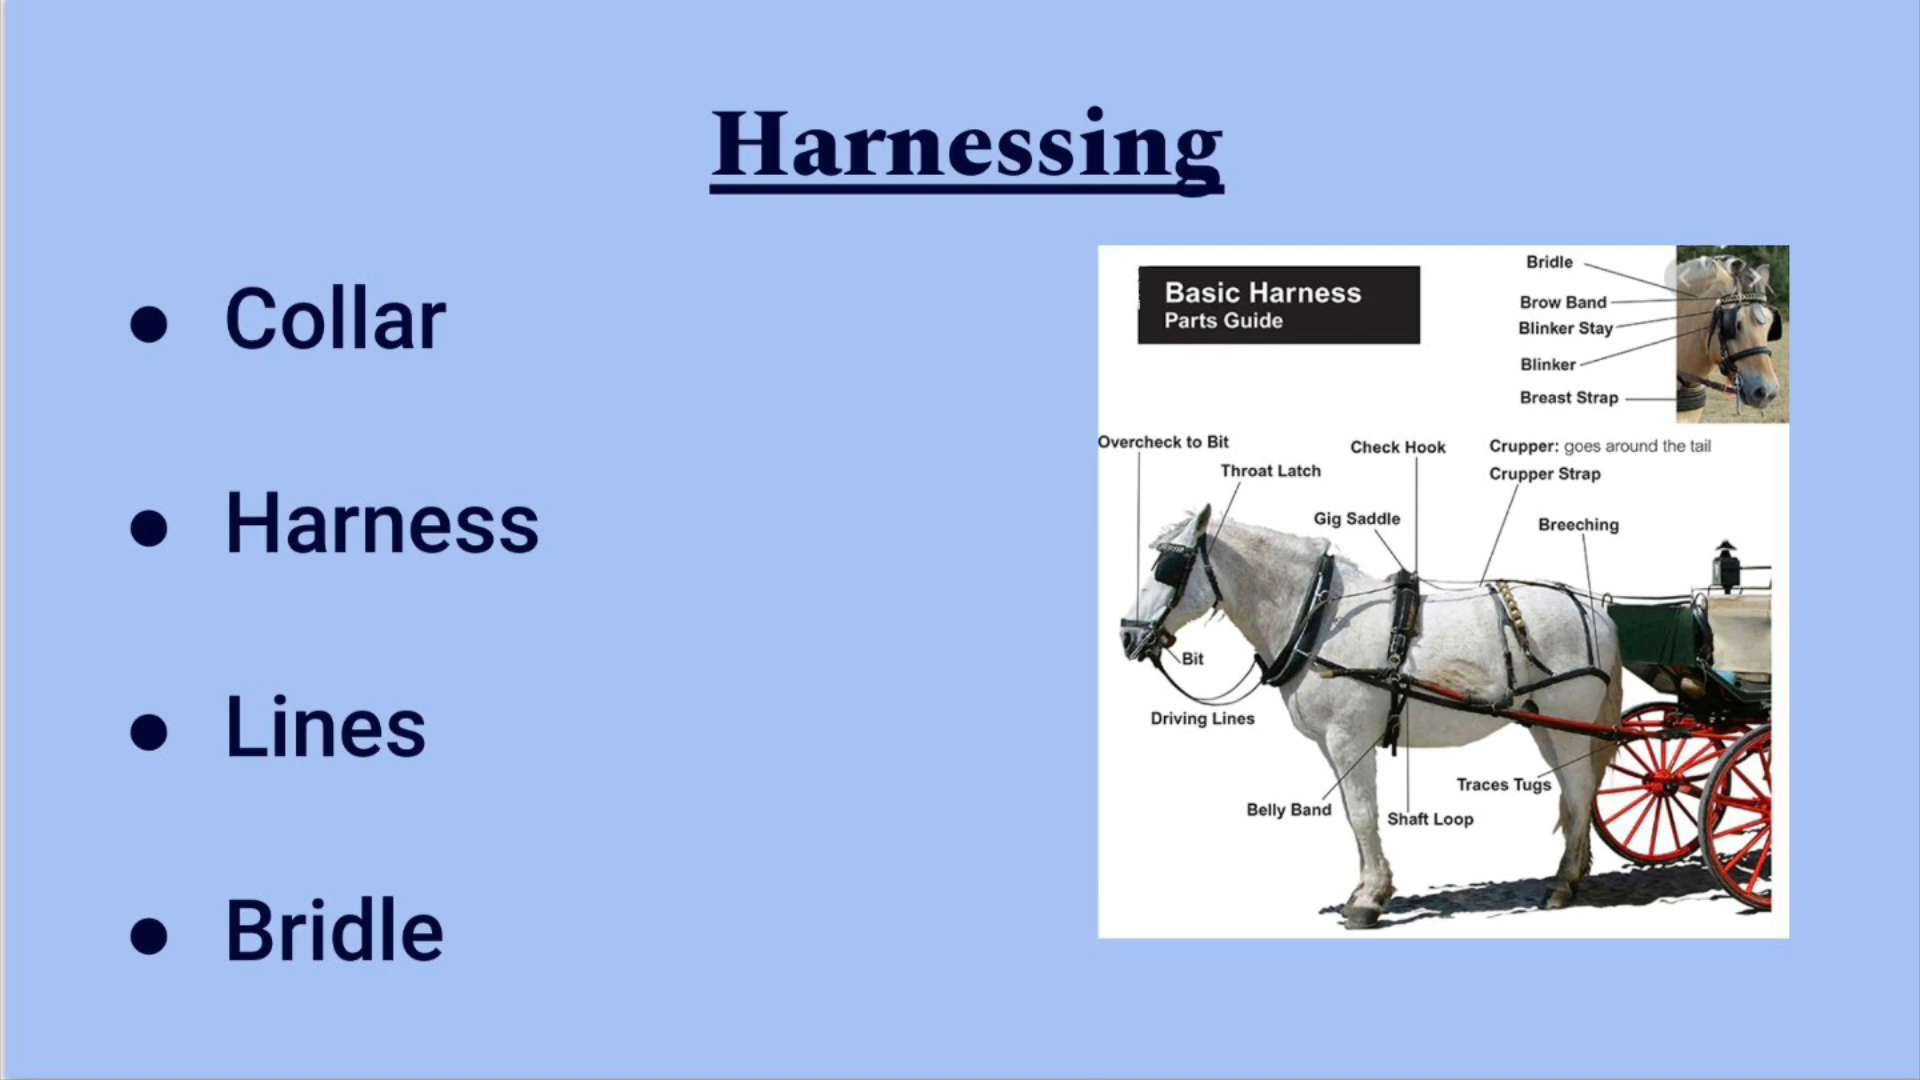 Harnessing
● Collar
● Harness
● Lines
● Bridle
Basic Harness
Parts Guide
Bridle
Brow Band
Blinker Stay
Blinker
Breast Strap
Overcheck to Bit
Throat Latch
Check Hook
Crupper: goes around the tail
Crupper Strap
Gig Saddle
Breeching
Bit
Driving Lines
Traces Tugs
Belly Band
Shaft Loop